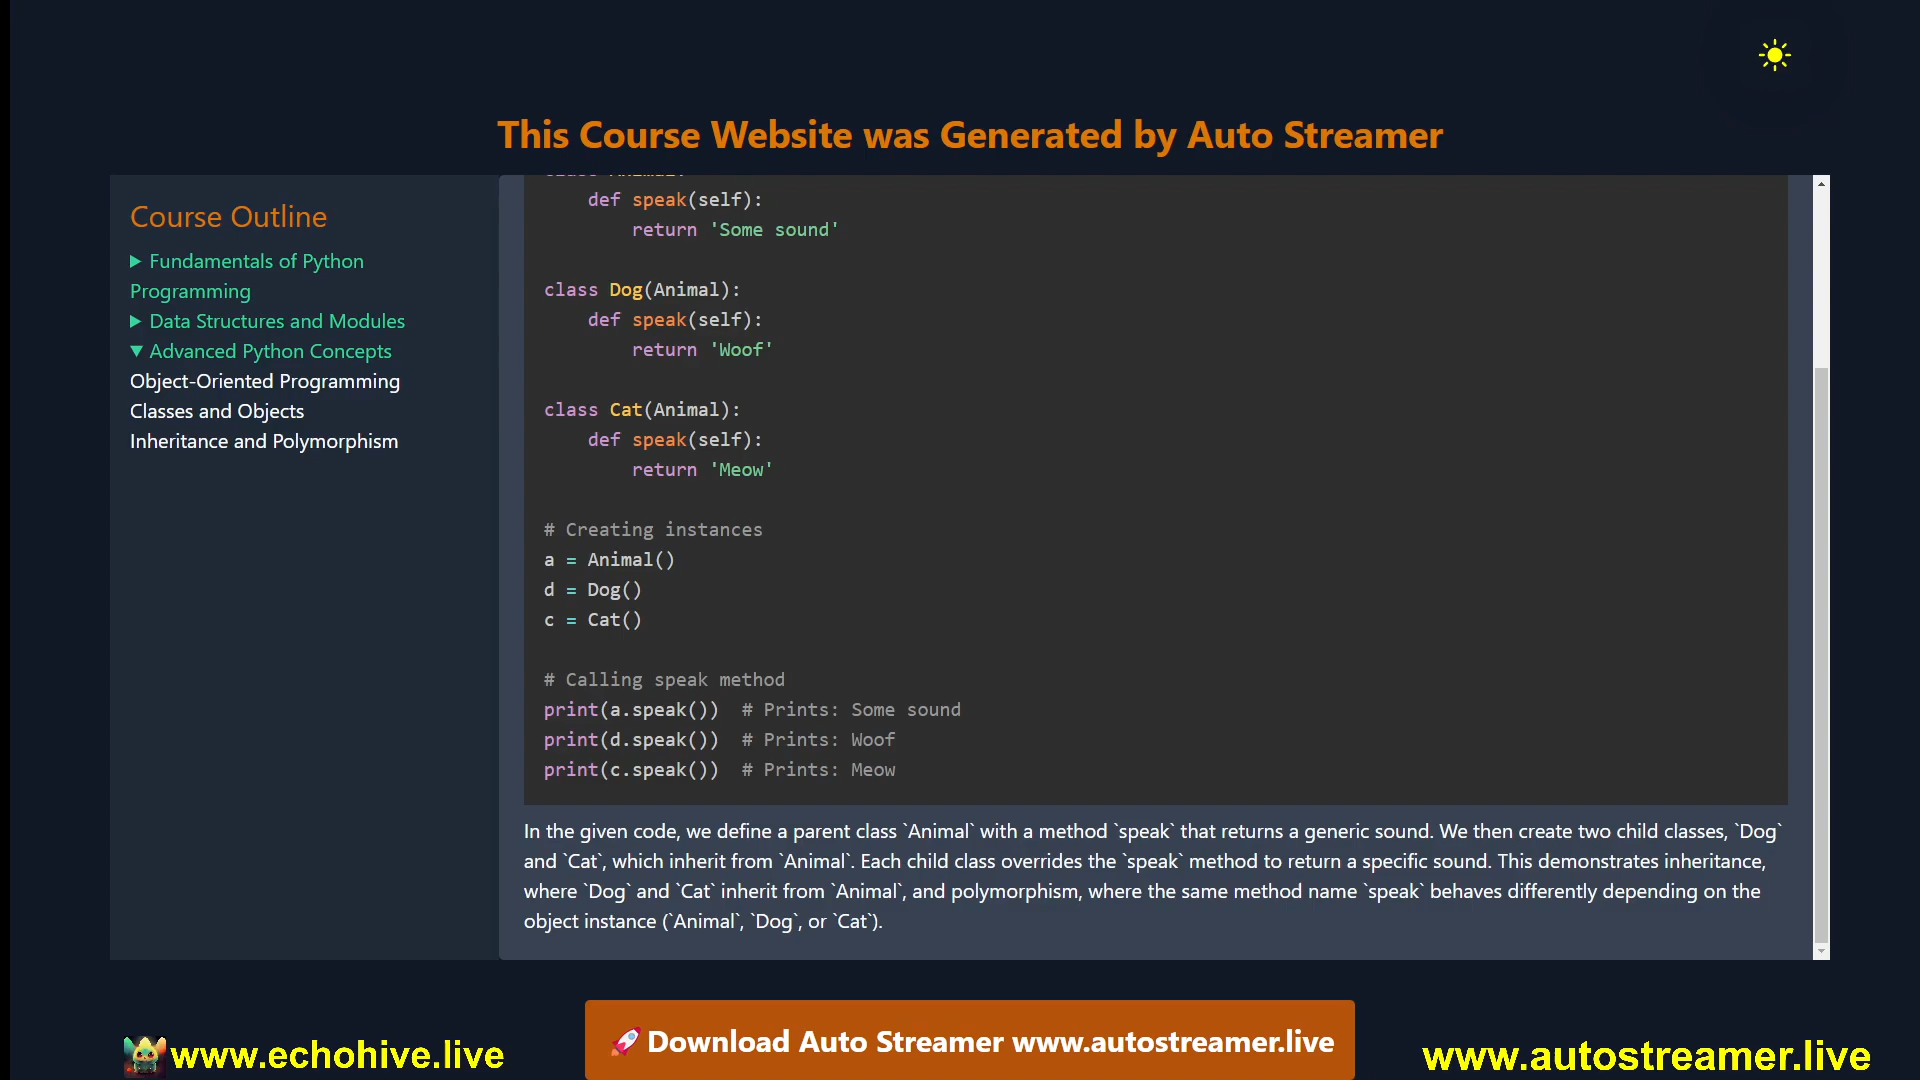 This Course Website was Generated by Auto Streamer
Course Outline
▶ Fundamentals of Python
Programming
▶ Data Structures and Modules
▼ Advanced Python Concepts
Object-Oriented Programming
Classes and Objects
Inheritance and Polymorphism
def speak(self):
return 'Some sound'
class Dog(Animal):
def speak(self):
return 'Woof'
class Cat(Animal):
def speak(self):
return 'Meow'
# Creating instances
a = Animal()
d = Dog()
c = Cat()
# Calling speak method
print(a.speak())  # Prints: Some sound
print(d.speak())  # Prints: Woof
print(c.speak())  # Prints: Meow
In the given code, we define a parent class `Animal` with a method `speak` that returns a generic sound. We then create two child classes, `Dog`
and `Cat`, which inherit from `Animal`. Each child class overrides the `speak` method to return a specific sound. This demonstrates inheritance,
where `Dog` and `Cat` inherit from `Animal`, and polymorphism, where the same method name `speak` behaves differently depending on the
object instance (`Animal`, `Dog`, or `Cat`).
www.echohive.live
🚀Download Auto Streamer www.autostreamer.live
www.autostreamer.live